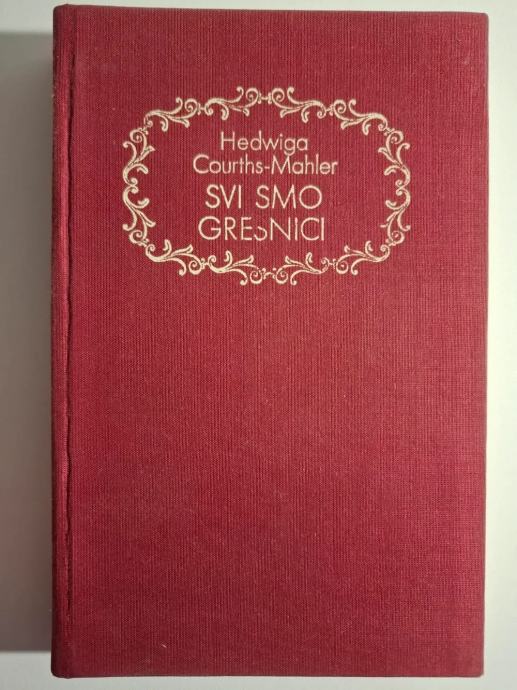 Hedwiga
Courths-Mahler
SVI SMO
GREŠNICI